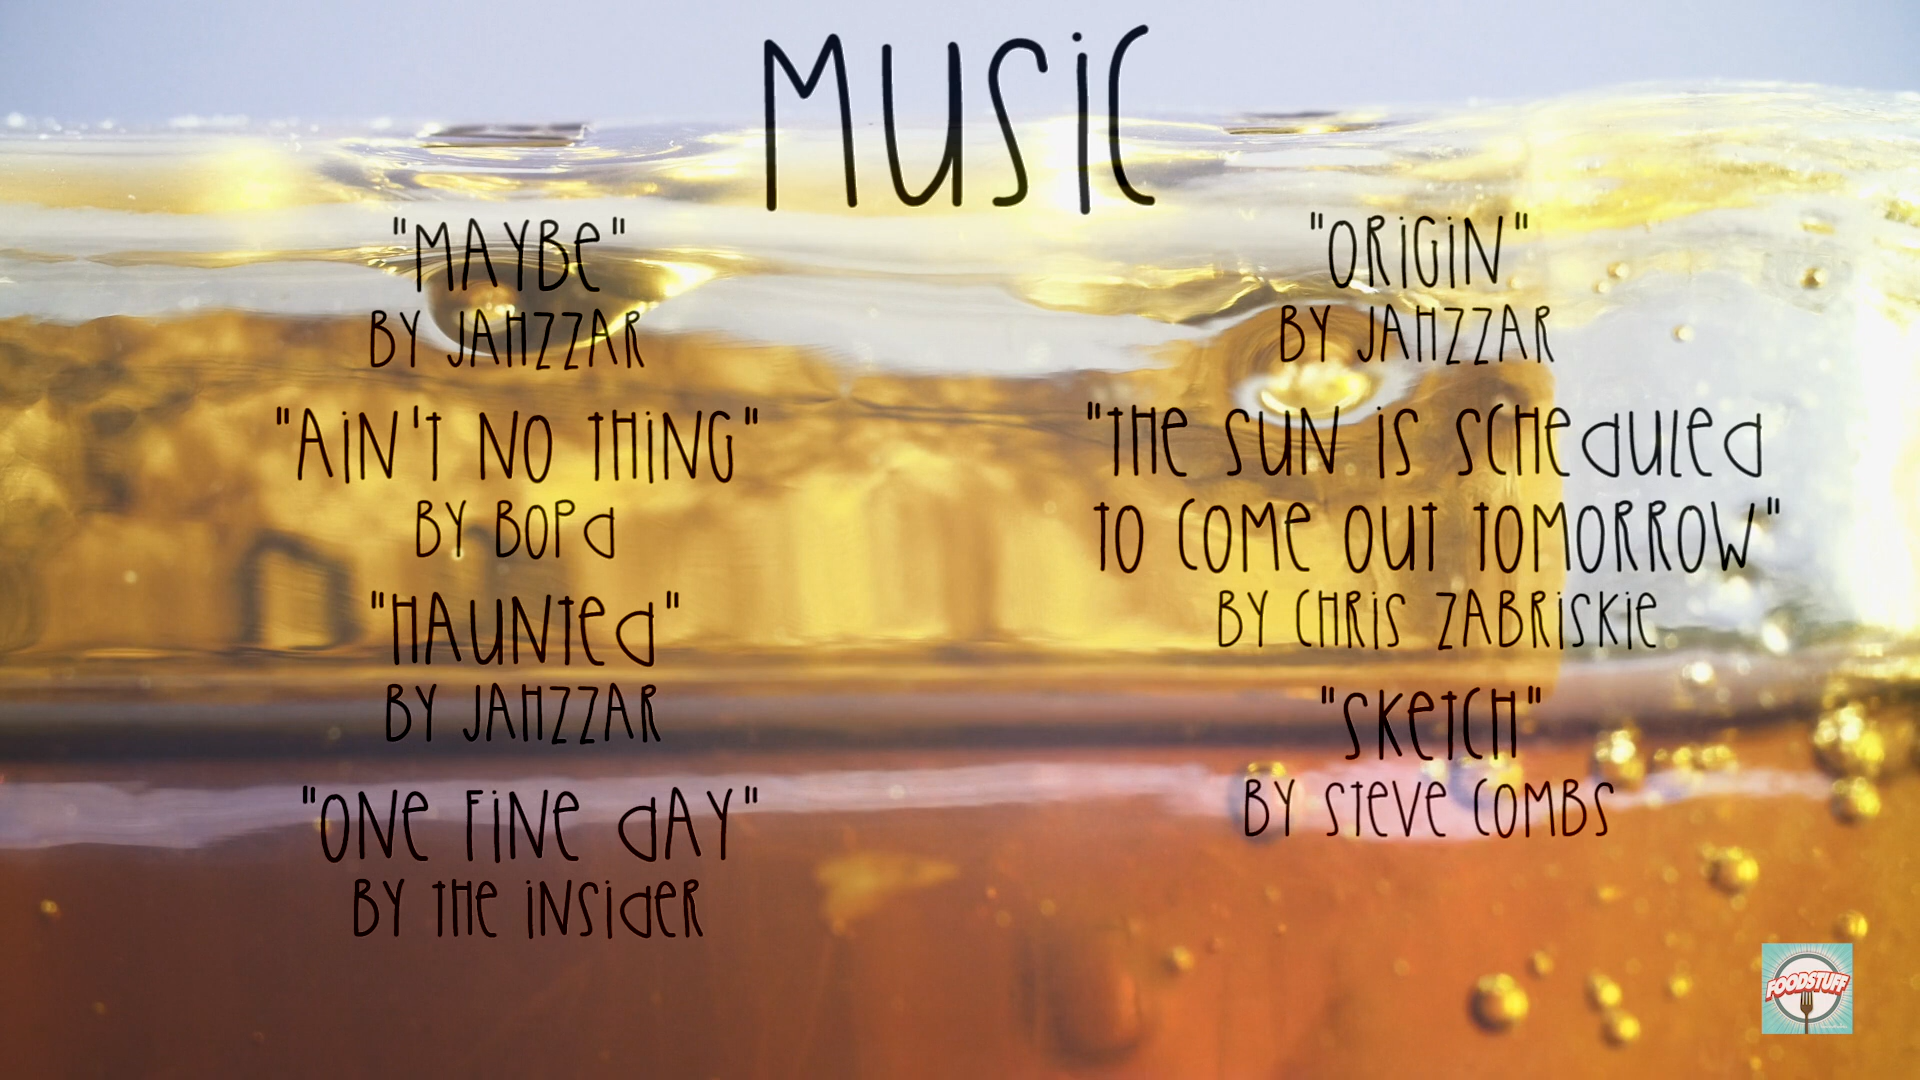 MUSIC
"MAYBE"
BY JAHZZAR
"AIN'T NO THING"
BY BOPD
"HAUNTED"
BY JAHZZAR
"ONE FINE DAY"
BY THE INSIDER
"ORIGIN"
BY JAHZZAR
"THE SUN IS SCHEDULED
TO COME OUT TOMORROW"
BY CHRIS ZABRISKIE
"SKETCH"
BY STEVE COMBS
FOODSTUFF